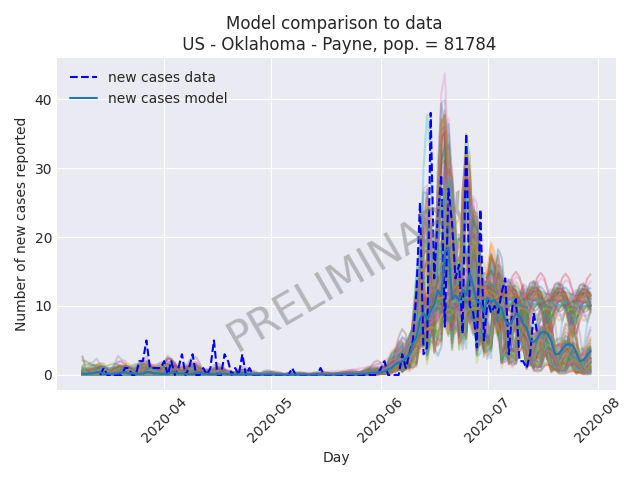 Model comparison to data
US - Oklahoma - Payne, pop. = 81784
new cases data
new cases model
Number of new cases reported
40
30
20
10
0
PRELIMINA
2020-04
2020-05
2020-06
2020-07
2020-08
Day